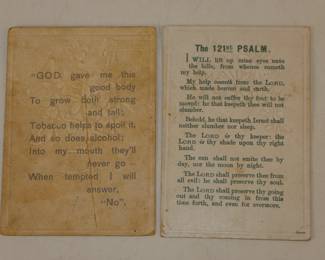 "GOD gave me this
good body
To grow both strong
and tall;
Tobacco helps to spoil it,
And so does alcohol;
Into my mouth they'll
never go
When tempted I will
answer,
"No".
The 121st PSALM.
I WILL lift up mine eyes unto
the hills, from whence cometh
my help.
My help cometh from the LORD,
which made heaven and earth.
He will not suffer thy foot to be
moved: he that keepeth thee will not
slumber.
Behold, he that keepeth Israel shall
neither slumber nor sleep.
The LORD is thy keeper: the
LORD is thy shade upon thy right
hand.
The sun shall not smite thee by
day, nor the moon by night.
The LORD shall preserve thee from
all evil: he shall preserve thy soul.
The LORD shall preserve thy going
out and thy coming in from this
time forth, and even for evermore.